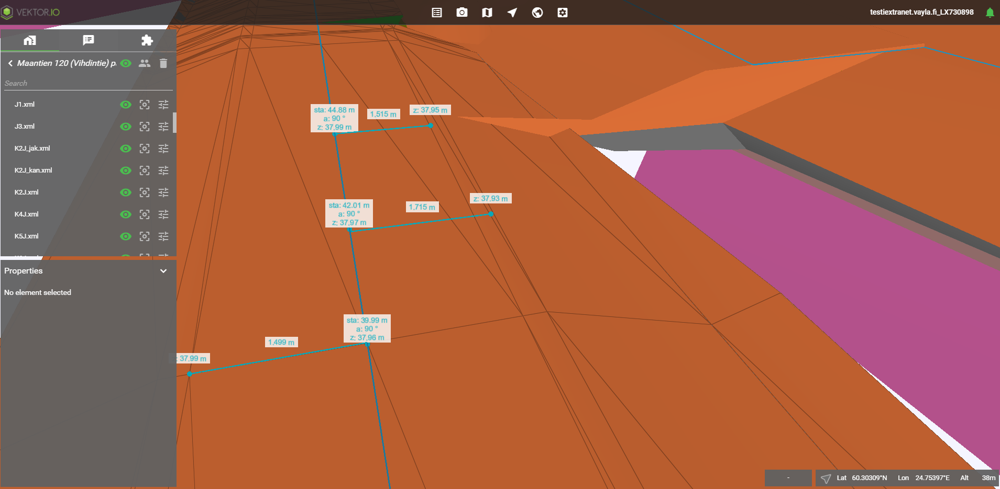 VEKTOR.IO
testiextranet.vayla.fi_LX730898
Maantien 120 (Vihdintie) p
Search
J1.xml
J3.xml
K2J_jak.xml
K2J_kan.xml
K2J.xml
K4J.xml
K5J.xml
Properties
No element selected
sta: 44.88 m
a: 90 °
z: 37.99 m
1.515 m
z: 37.95 m
sta: 42.01 m
a: 90 °
z: 37.97 m
1.715 m
z: 37.93 m
sta: 39.99 m
a: 90 °
z: 37.96 m
1.499 m
: 37.99 m
-
Lat 60.30309°N Lon 24.75397°E Alt 38m